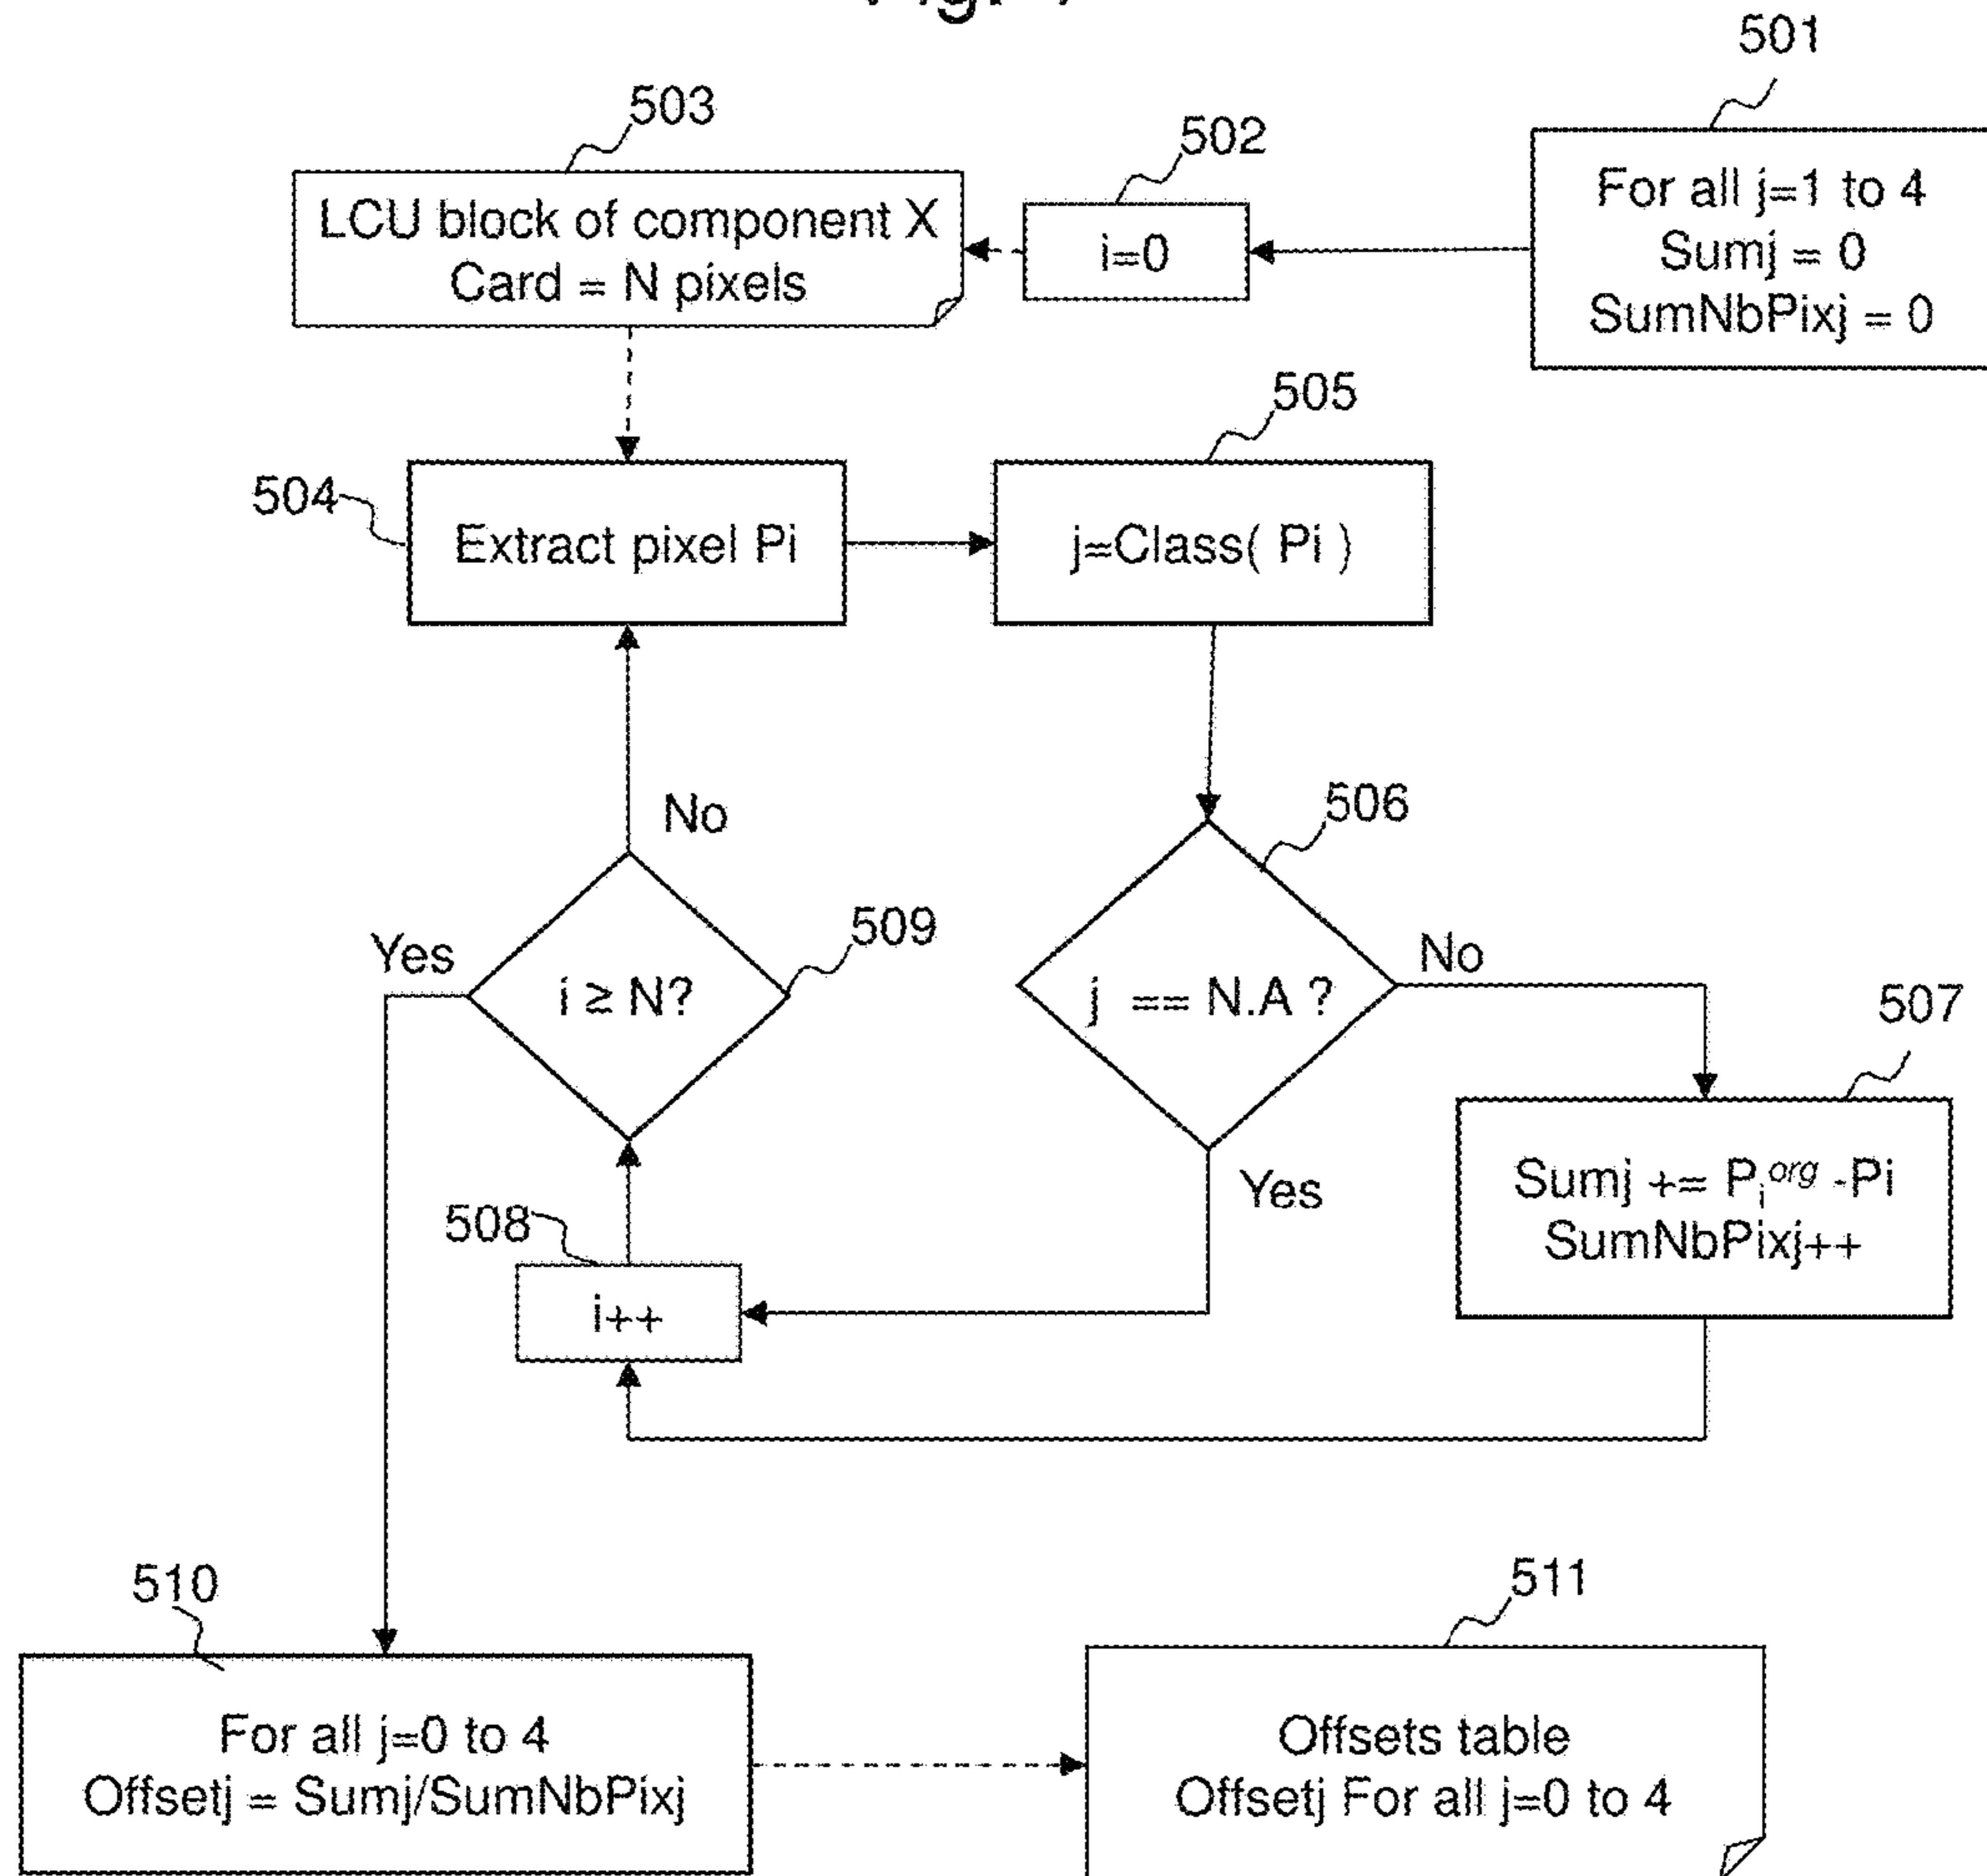 501
503
502
For all j=1 to 4
Sumj = 0
SumNbPixj = 0
LCU block of component X
Card = N pixels
i=0
505
504
Extract pixel Pi
j=Class( Pi )
No
506
509
Yes
i ≥ N?
j == N.A ?
No
507
Yes
Sumj += Pᵢᵒʳᵍ -Pi
SumNbPixj++
508
i++
510
511
For all j=0 to 4
Offsetj = Sumj/SumNbPixj
Offsets table
Offsetj For all j=0 to 4